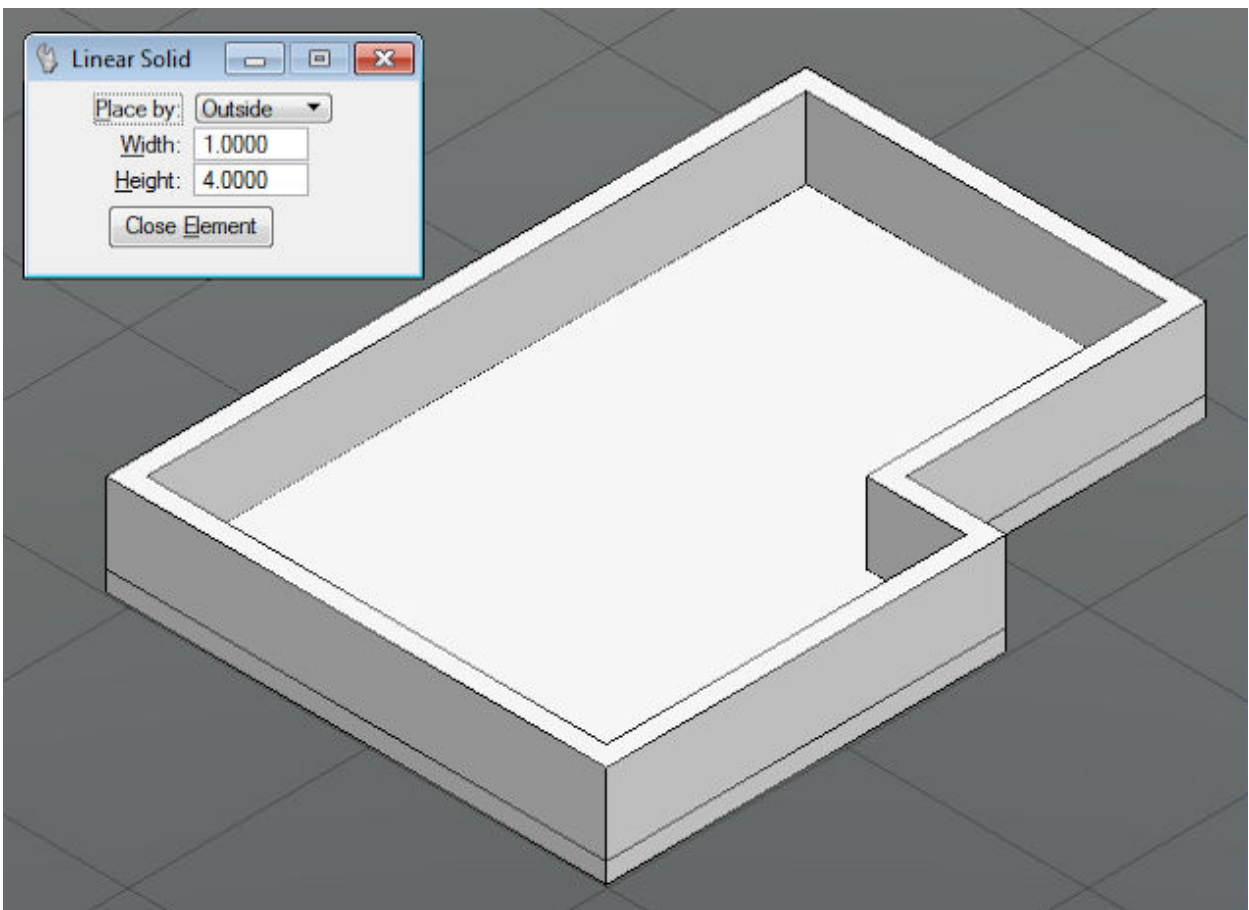 Linear Solid
Place by: Outside
Width: 1.0000
Height: 4.0000
Close Element